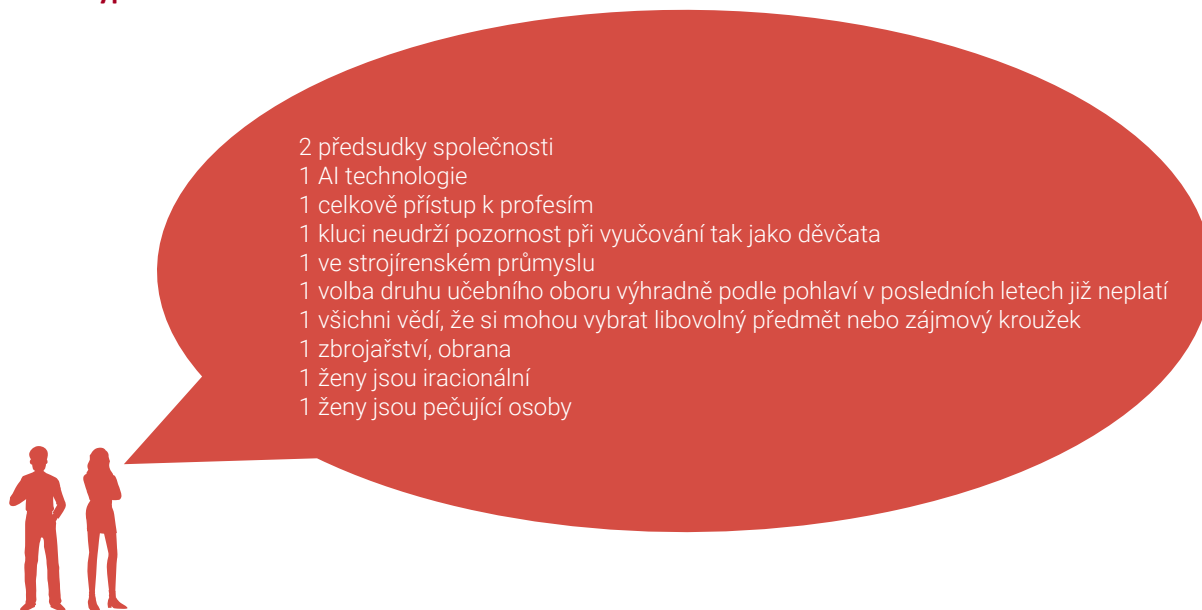 2 předsudky společnosti
1 AI technologie
1 celkově přístup k profesím
1 kluci neudrží pozornost při vyučování tak jako děvčata
1 ve strojírenském průmyslu
1 volba druhu učebního oboru výhradně podle pohlaví v posledních letech již neplatí
1 všichni vědí, že si mohou vybrat libovolný předmět nebo zájmový kroužek
1 zbrojařství, obrana
1 ženy jsou iracionální
1 ženy jsou pečující osoby